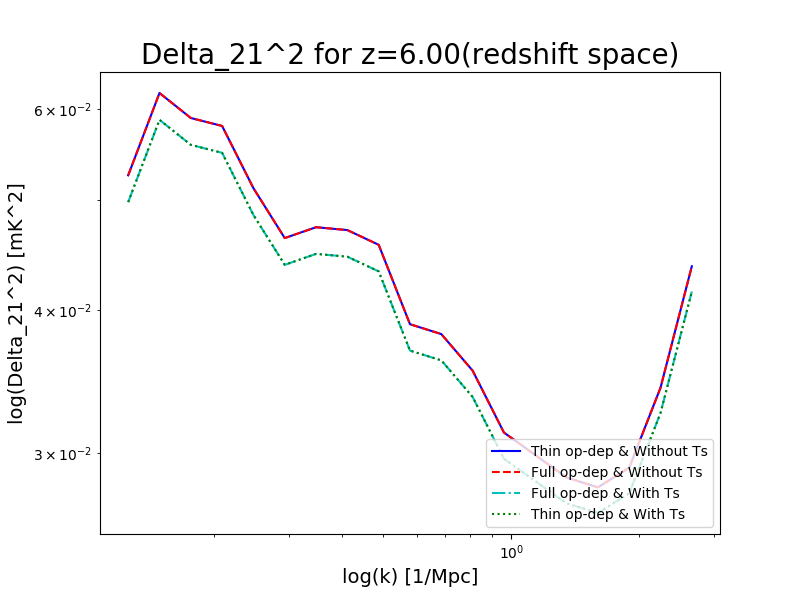 Delta_21^2 for z=6.00(redshift space)
log(Delta_21^2) [mK^2]
6 × 10^−2
4 × 10^−2
3 × 10^−2
Thin op-dep & Without Ts
Full op-dep & Without Ts
Full op-dep & With Ts
Thin op-dep & With Ts
10^0
log(k) [1/Mpc]